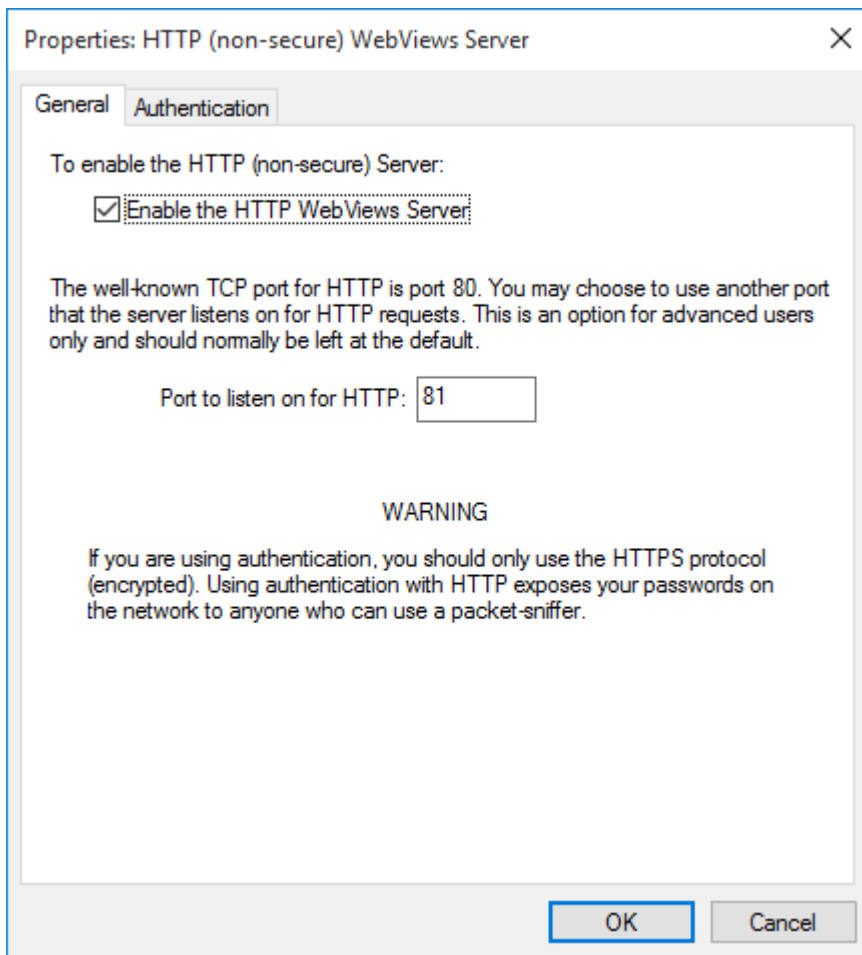 Properties: HTTP (non-secure) WebViews Server
General Authentication
To enable the HTTP (non-secure) Server:
Enable the HTTP WebViews Server
The well-known TCP port for HTTP is port 80. You may choose to use another port
that the server listens on for HTTP requests. This is an option for advanced users
only and should normally be left at the default.
Port to listen on for HTTP: 81
WARNING
If you are using authentication, you should only use the HTTPS protocol
(encrypted). Using authentication with HTTP exposes your passwords on
the network to anyone who can use a packet-sniffer.
OK Cancel